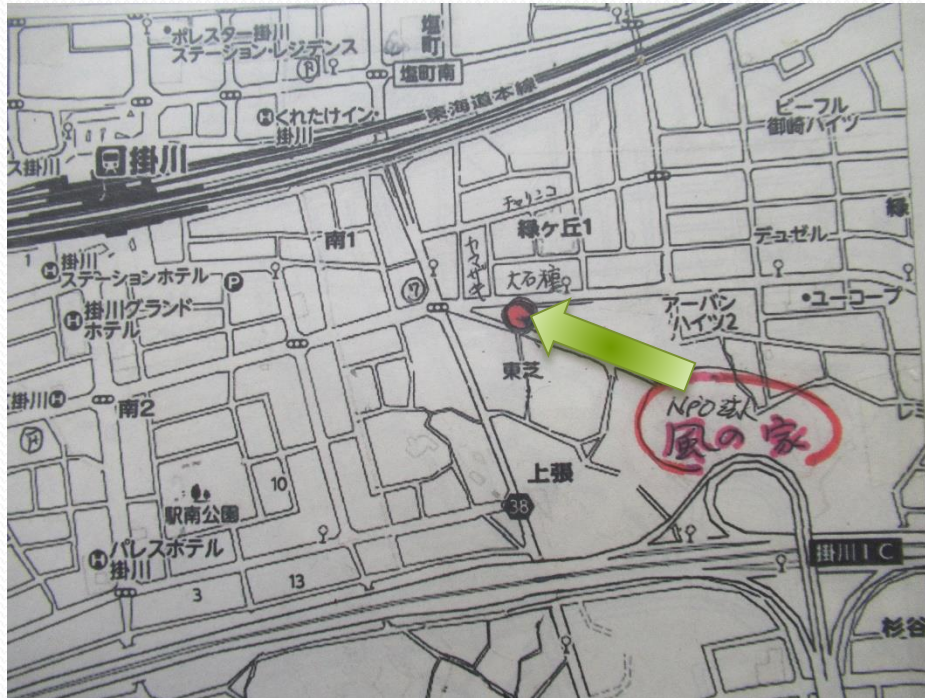 ポレスター掛川
ステーションレジデンス
塩町
塩町南
くれたけイン・
掛川
東海道本線
ビーフル
御崎ハイツ
ス掛川
掛川
チャリニコ
緑ヶ丘1
緑
南1
ヤマザキ
デュゼル
掛川
ステーションホテル
P
大石種
7
アーバン
ハイツ2
ユーコープ
掛川グランド
ホテル
東芝
掛川
南2
NPO法人
風の家
レミ
上張
10
38
駅南公園
パレスホテル
掛川
3
13
掛川IC
杉谷